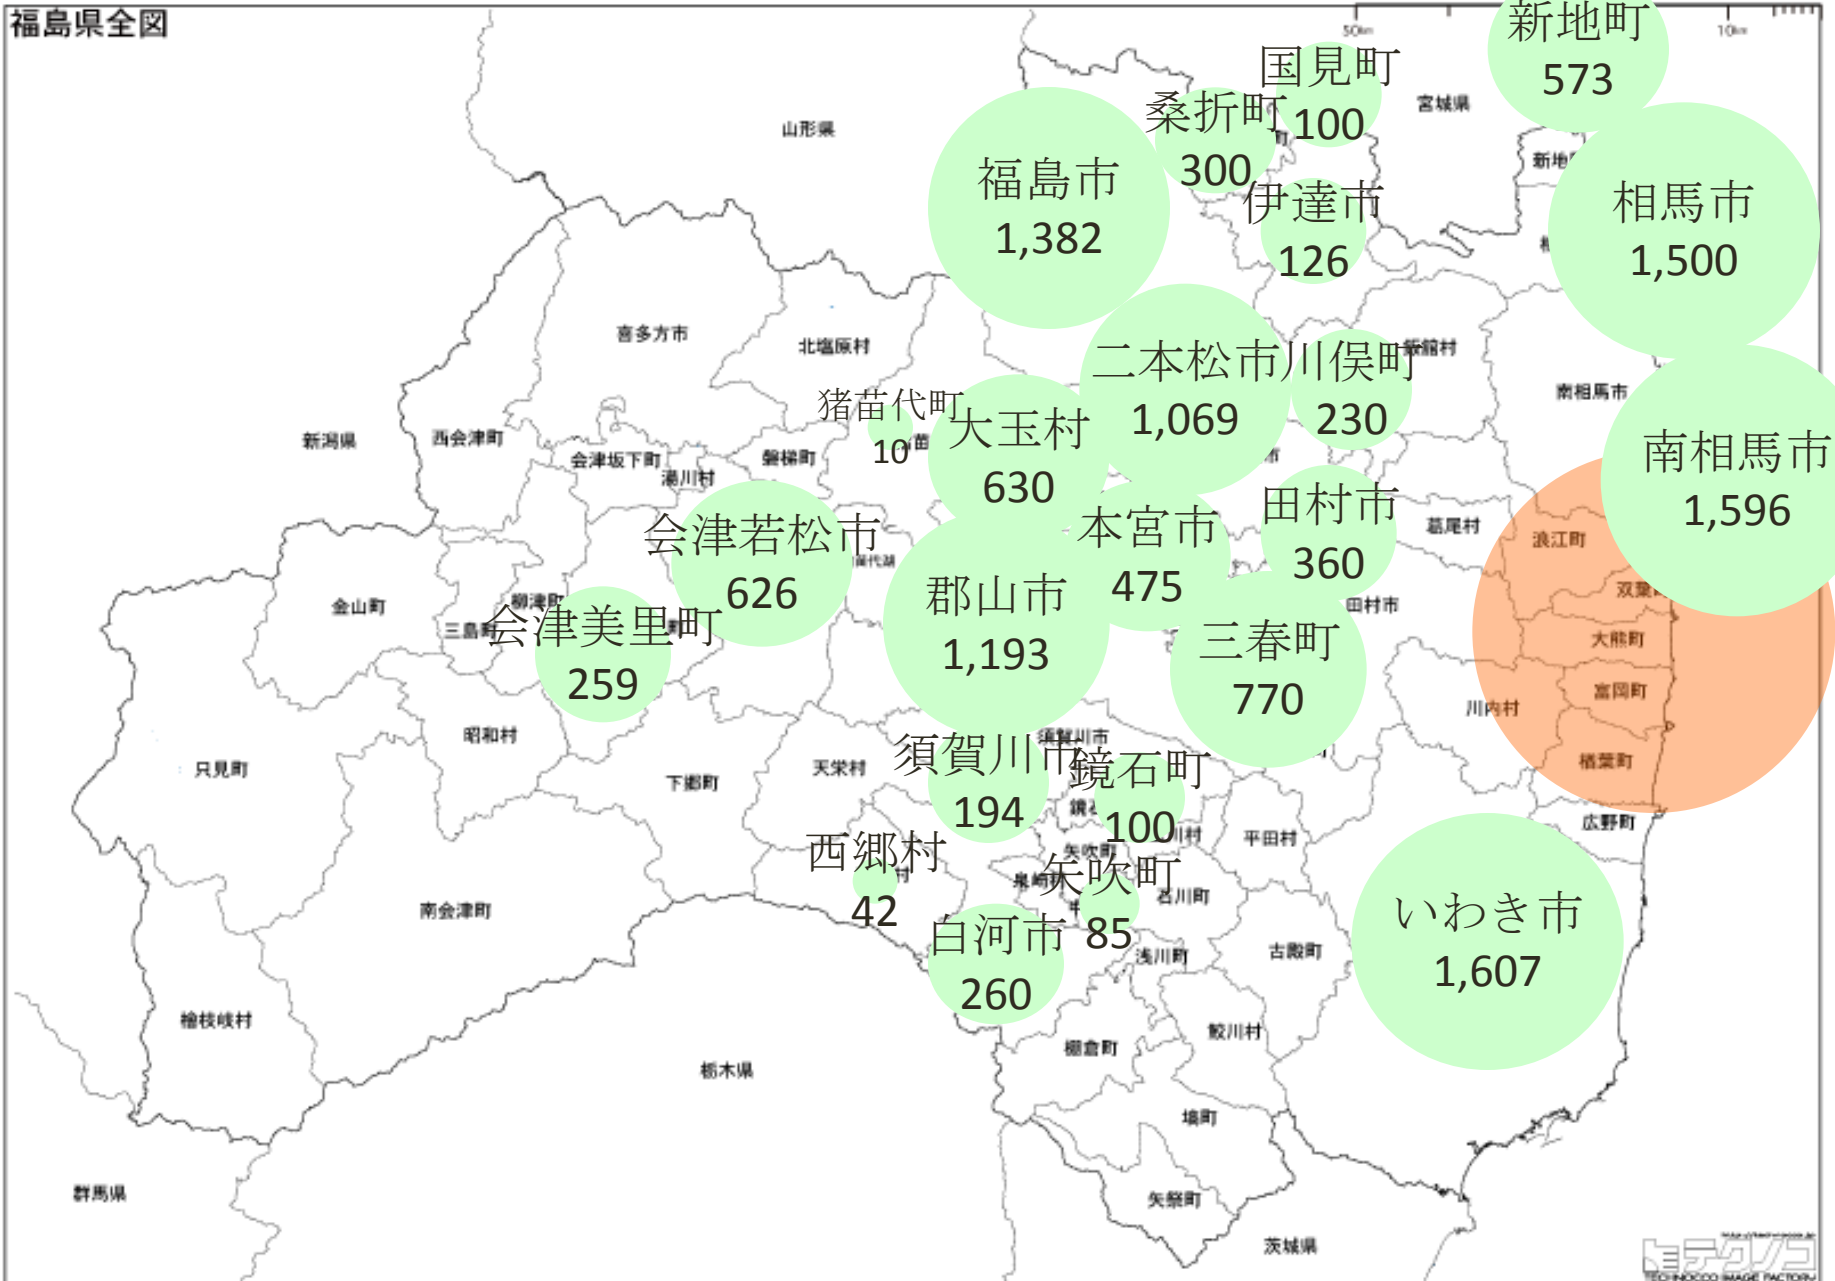 福島県全図
50km
10km
新地町
573
国見町
100
宮城県
桑折町
300
山形県
福島市
1,382
伊達市
126
相馬市
1,500
喜多方市
北塩原村
二本松市
1,069
川俣町
230
飯舘村
南相馬市
猪苗代町
10
大玉村
630
新潟県
西会津町
会津坂下町
湯川村
磐梯町
南相馬市
1,596
会津若松市
626
本宮市
475
田村市
360
葛尾村
浪江町
郡山市
1,193
双葉
田村市
大熊町
金山町
柳津町
三島町
会津美里町
259
三春町
770
富岡町
川内村
楢葉町
昭和村
只見町
下郷町
天栄村
須賀川市
須賀川市
194
鏡石町
100
広野町
平田村
西郷村
42
矢吹町
矢吹町
85
石川町
南会津町
白河市
260
浅川町
古殿町
いわき市
1,607
檜枝岐村
棚倉町
鮫川村
栃木県
塙町
群馬県
矢祭町
茨城県
テクノコ
TECHNOCCO IMAGE FACTORY